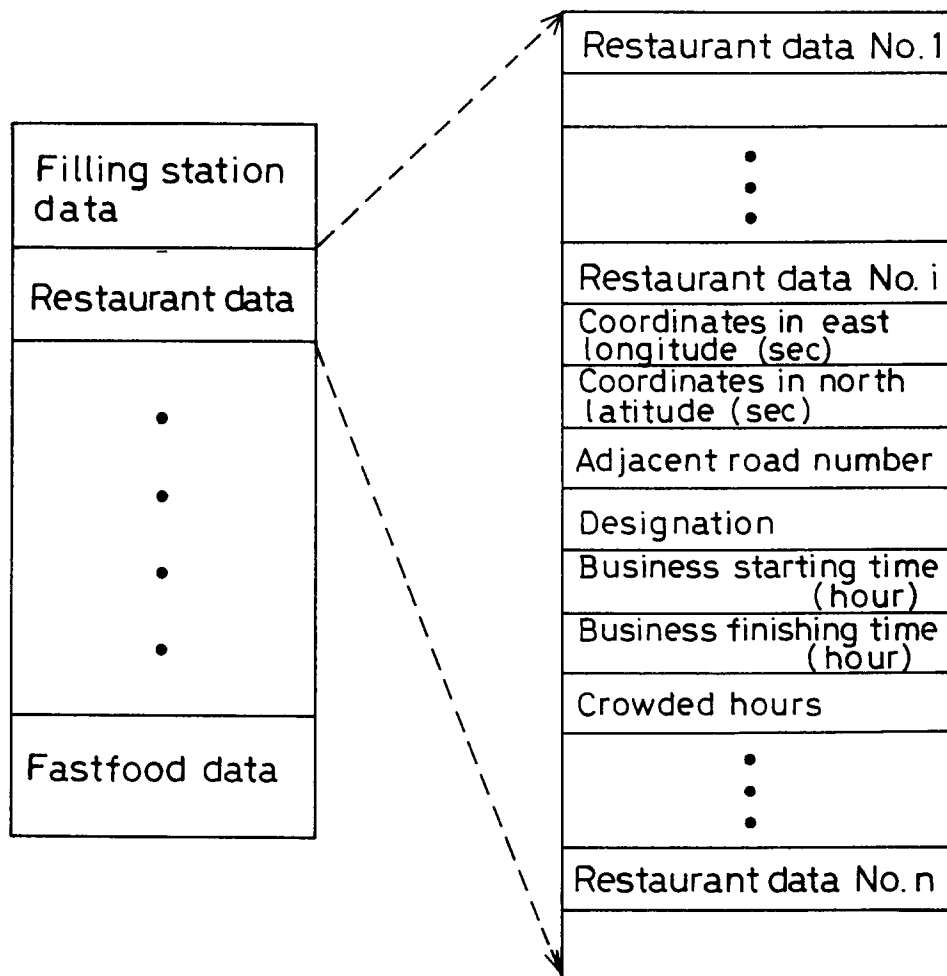 Filling station
data
Restaurant data
Fastfood data
Restaurant data No. 1
Restaurant data No. i
Coordinates in east
longitude (sec)
Coordinates in north
latitude (sec)
Adjacent road number
Designation
Business starting time
(hour)
Business finishing time
(hour)
Crowded hours
Restaurant data No. n